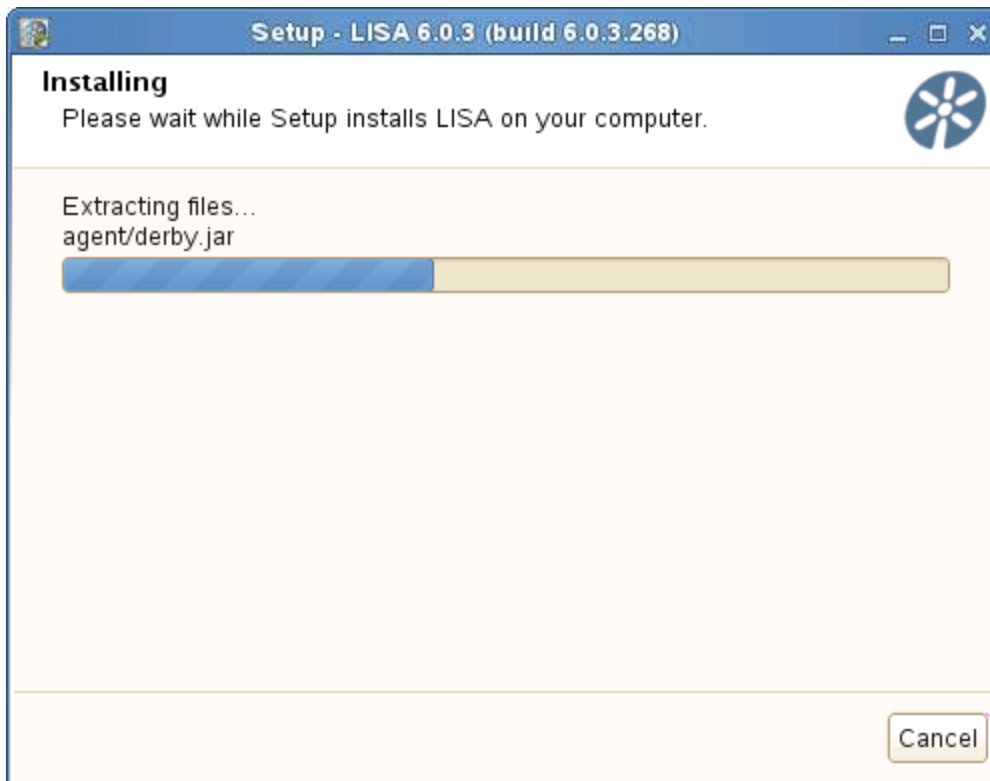 Setup - LISA 6.0.3 (build 6.0.3.268)
Installing
Please wait while Setup installs LISA on your computer.
Extracting files...
agent/derby.jar
Cancel